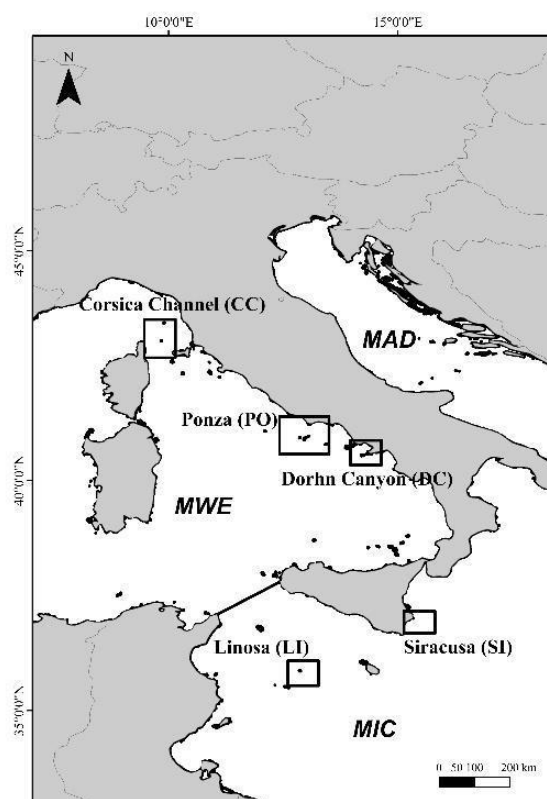 10°0'0"E
15°0'0"E
N
45°0'0"N
Corsica Channel (CC)
MAD
Ponza (PO)
40°0'0"N
Dorhn Canyon (DC)
MWE
Linosa (LI)
Siracusa (SI)
35°0'0"N
MIC
0 50 100 200 km